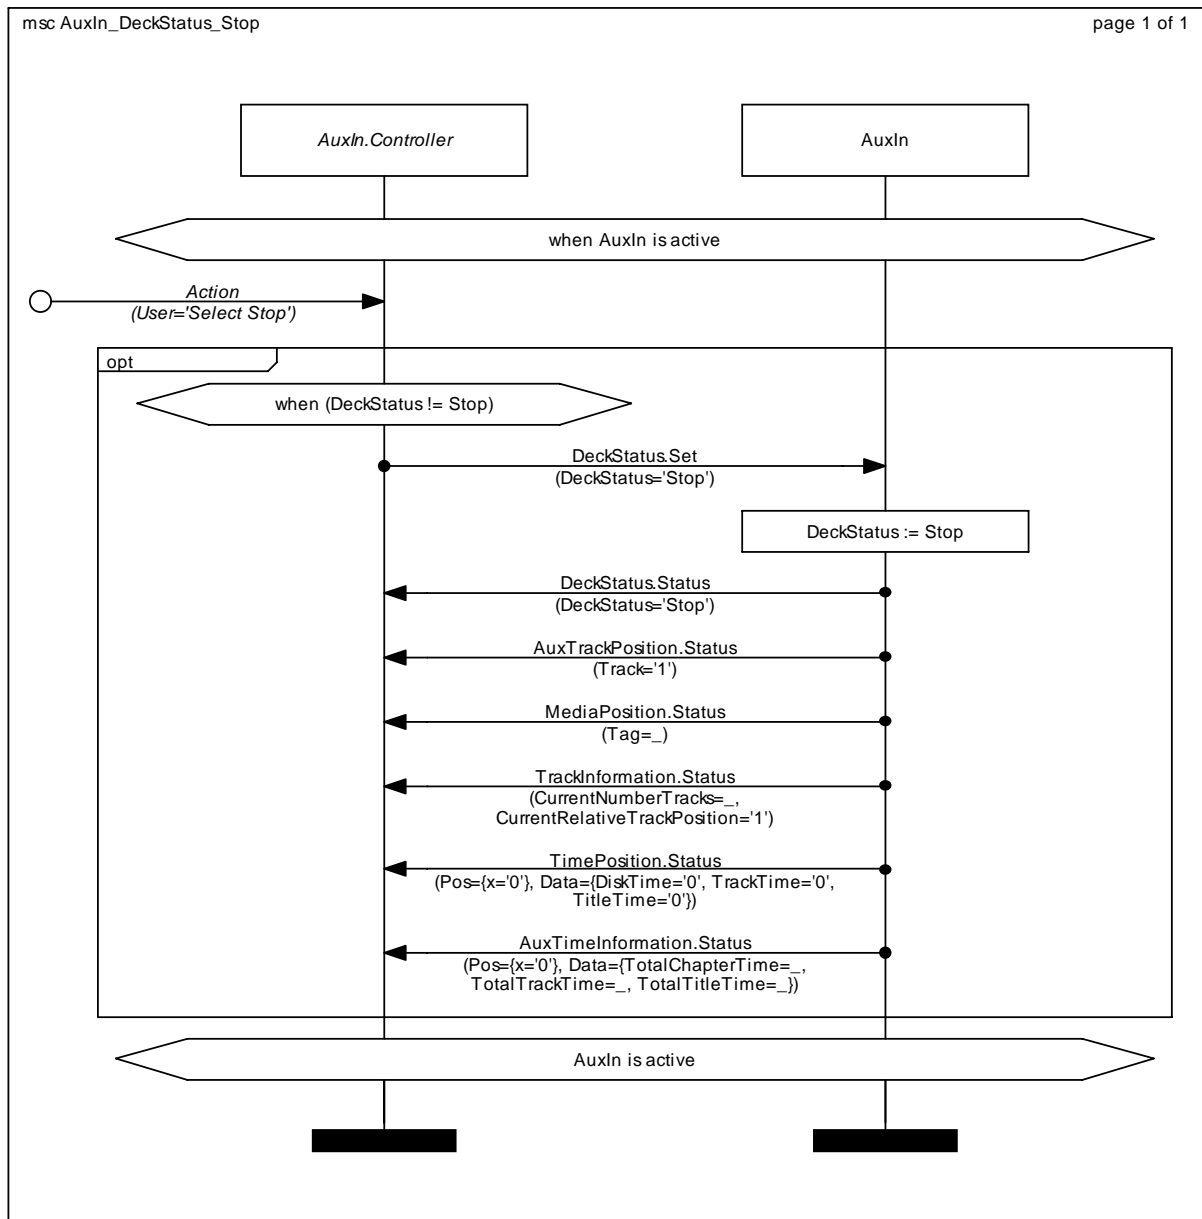 msc AuxIn_DeckStatus_Stop
page 1 of 1
AuxIn.Controller
AuxIn
when AuxIn is active
Action
(User='Select Stop')
opt
when (DeckStatus != Stop)
DeckStatus.Set
(DeckStatus='Stop')
DeckStatus := Stop
DeckStatus.Status
(DeckStatus='Stop')
AuxTrackPosition.Status
(Track='1')
MediaPosition.Status
(Tag=_)
TrackInformation.Status
(CurrentNumberTracks=_,
CurrentRelativeTrackPosition='1')
TimePosition.Status
(Pos={x='0'}, Data={DiskTime='0', TrackTime='0',
TitleTime='0'})
AuxTimeInformation.Status
(Pos={x='0'}, Data={TotalChapterTime=_,
TotalTrackTime=_, TotalTitleTime=_})
AuxIn is active